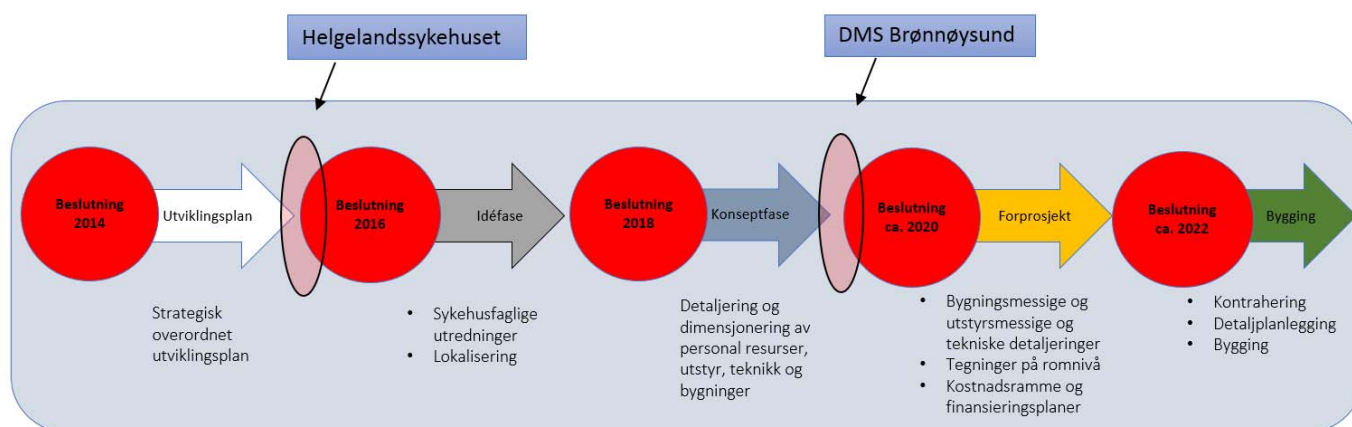 Helgelandssykehuset
DMS Brønnøysund
Beslutning
2014
Utviklingsplan
Beslutning
2016
Idéfase
Beslutning
2018
Konseptfase
Beslutning
ca. 2020
Forprosjekt
Beslutning
ca. 2022
Bygging
Strategisk
overordnet
utviklingsplan
• Sykehusfaglige
utredninger
• Lokalisering
Detaljering og
dimensjonering av
personal resurser,
utstyr, teknikk og
bygninger
• Bygningsmessige og
utstyrsmessige og
tekniske detaljeringer
• Tegninger på romnivå
• Kostnadsramme og
finansieringsplaner
• Kontrahering
• Detaljplanlegging
• Bygging